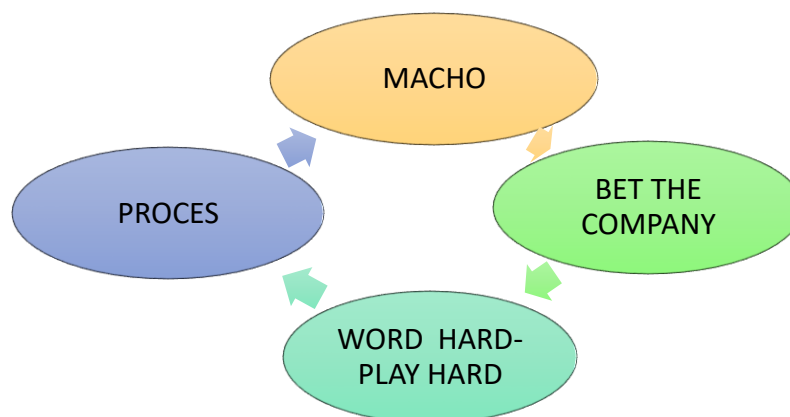 MACHO
BET THE
COMPANY
PROCES
WORD  HARD-
PLAY HARD